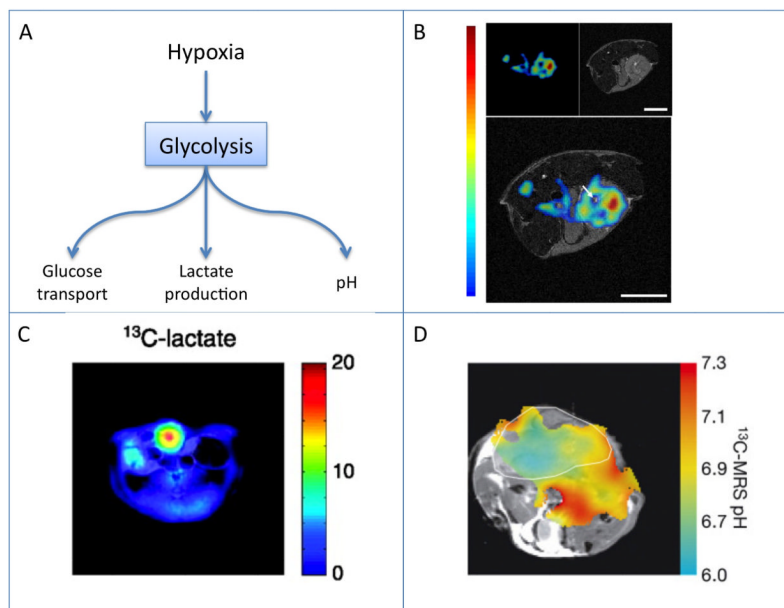 A
Hypoxia
Glycolysis
Glucose
transport
Lactate
production
pH
B
C
¹³C-lactate
20
10
0
D
7.3
7.1
6.9
6.7
6.0
¹³C-MRS pH